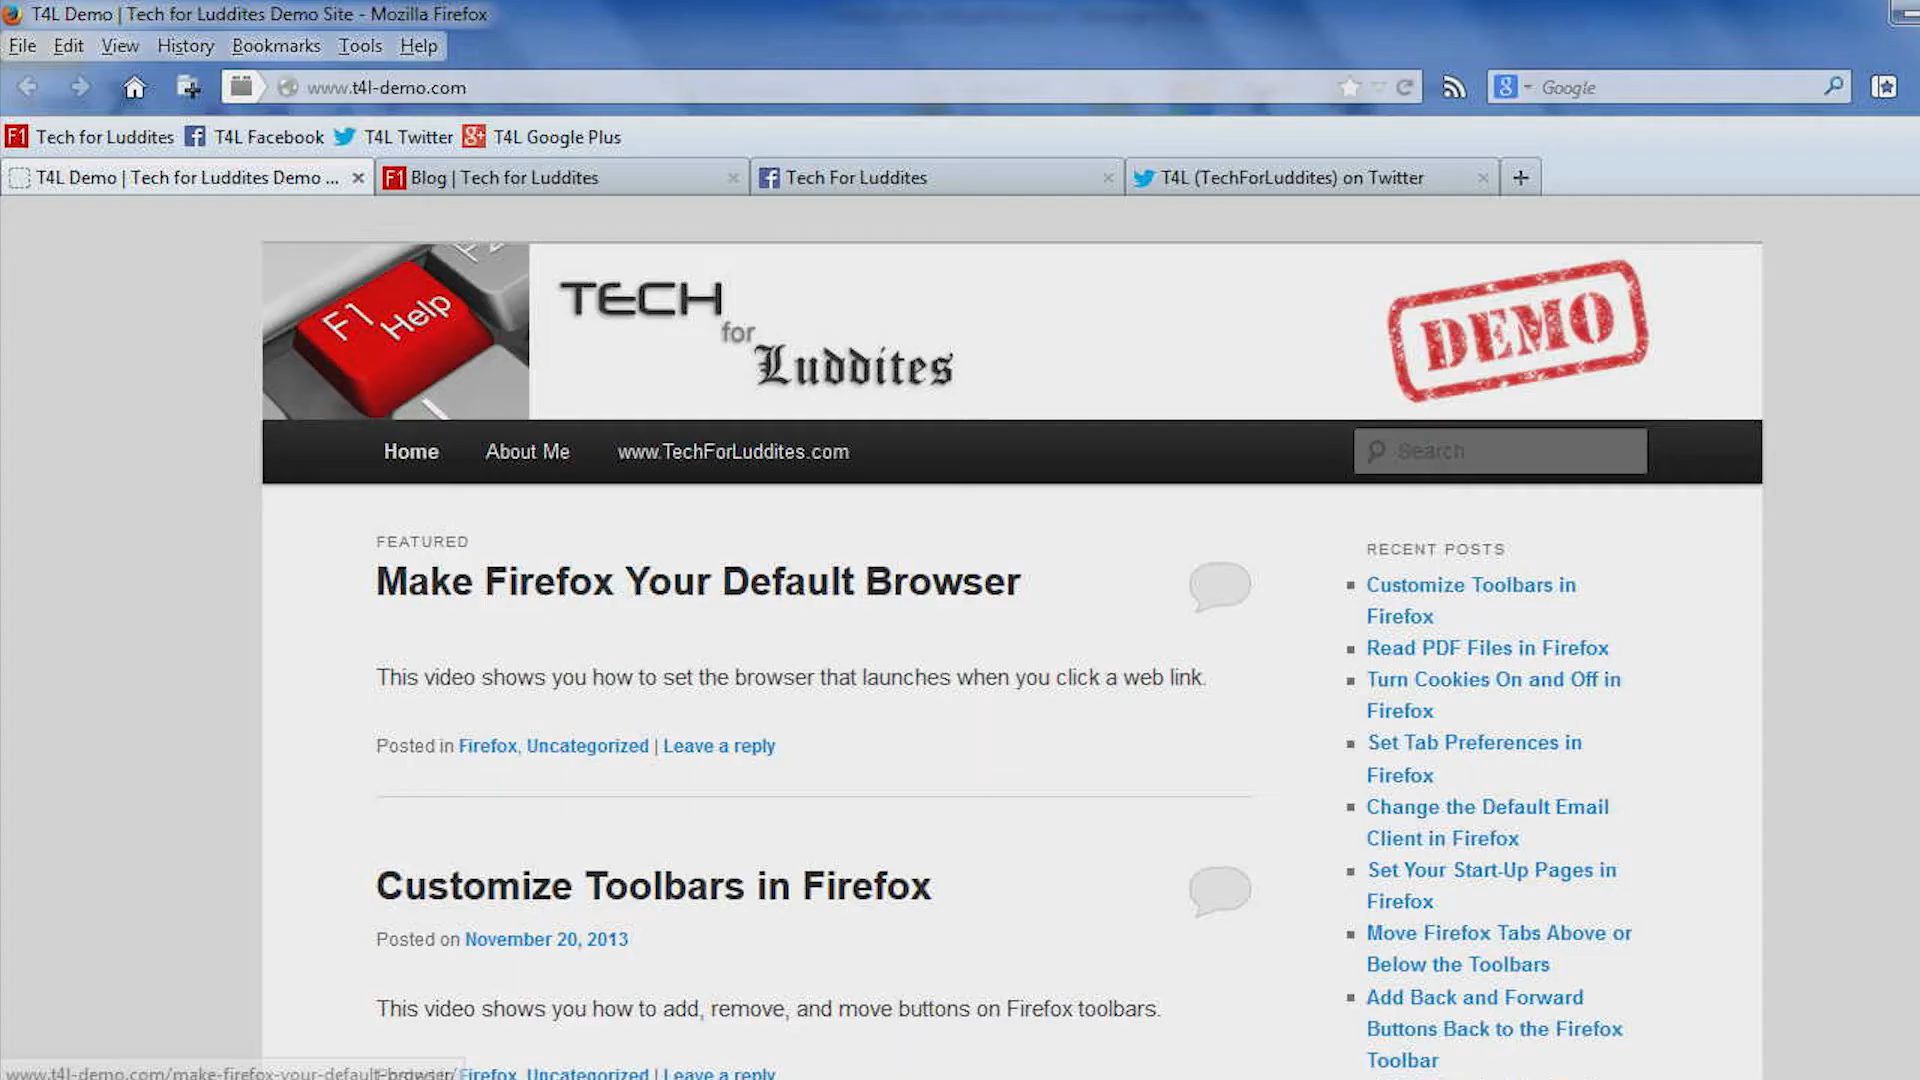 T4L Demo | Tech for Luddites Demo Site - Mozilla Firefox
File Edit View History Bookmarks Tools Help
www.t4l-demo.com
8 Google
F1 Tech for Luddites T4L Facebook T4L Twitter g+ T4L Google Plus
T4L Demo | Tech for Luddites Demo ... F1 Blog | Tech for Luddites Tech For Luddites T4L (TechForLuddites) on Twitter
F1 Help
TECH
for
Luddites
DEMO
Home About Me www.TechForLuddites.com Search
FEATURED
Make Firefox Your Default Browser
This video shows you how to set the browser that launches when you click a web link.
Posted in Firefox, Uncategorized | Leave a reply
Customize Toolbars in Firefox
Posted on November 20, 2013
This video shows you how to add, remove, and move buttons on Firefox toolbars.
Firefox, Uncategorized | Leave a reply
www.t4l-demo.com/make-firefox-your-default-browser/
RECENT POSTS
Customize Toolbars in
Firefox
Read PDF Files in Firefox
Turn Cookies On and Off in
Firefox
Set Tab Preferences in
Firefox
Change the Default Email
Client in Firefox
Set Your Start-Up Pages in
Firefox
Move Firefox Tabs Above or
Below the Toolbars
Add Back and Forward
Buttons Back to the Firefox
Toolbar